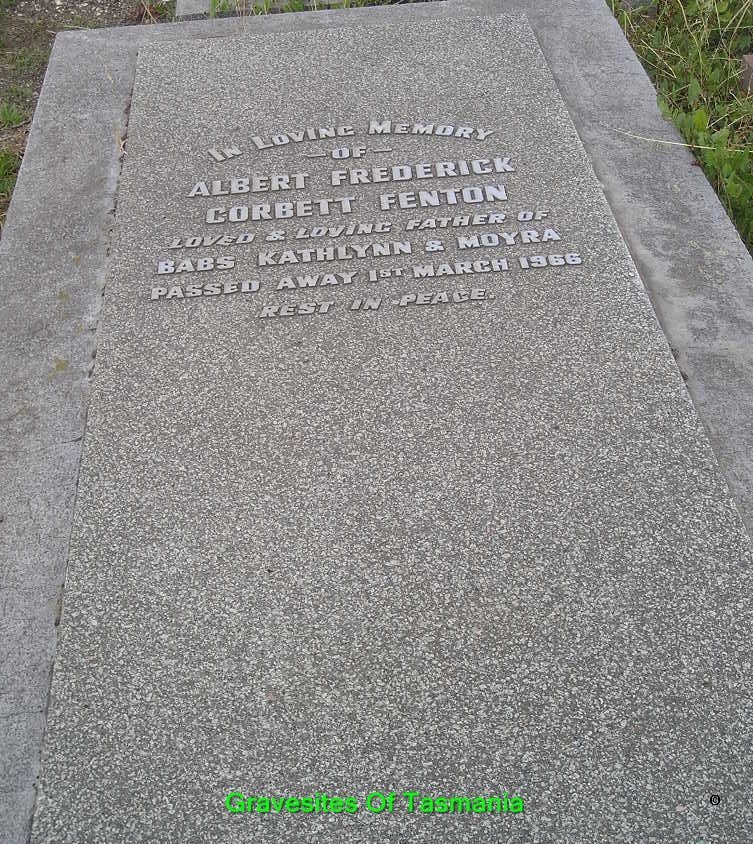 In Loving Memory
— OF —
ALBERT FREDERICK
CORBETT FENTON
LOVED & LOVING FATHER OF
BABS KATHLYNN & MOYRA
PASSED AWAY 1ST MARCH 1966
REST IN PEACE.
Gravesites Of Tasmania